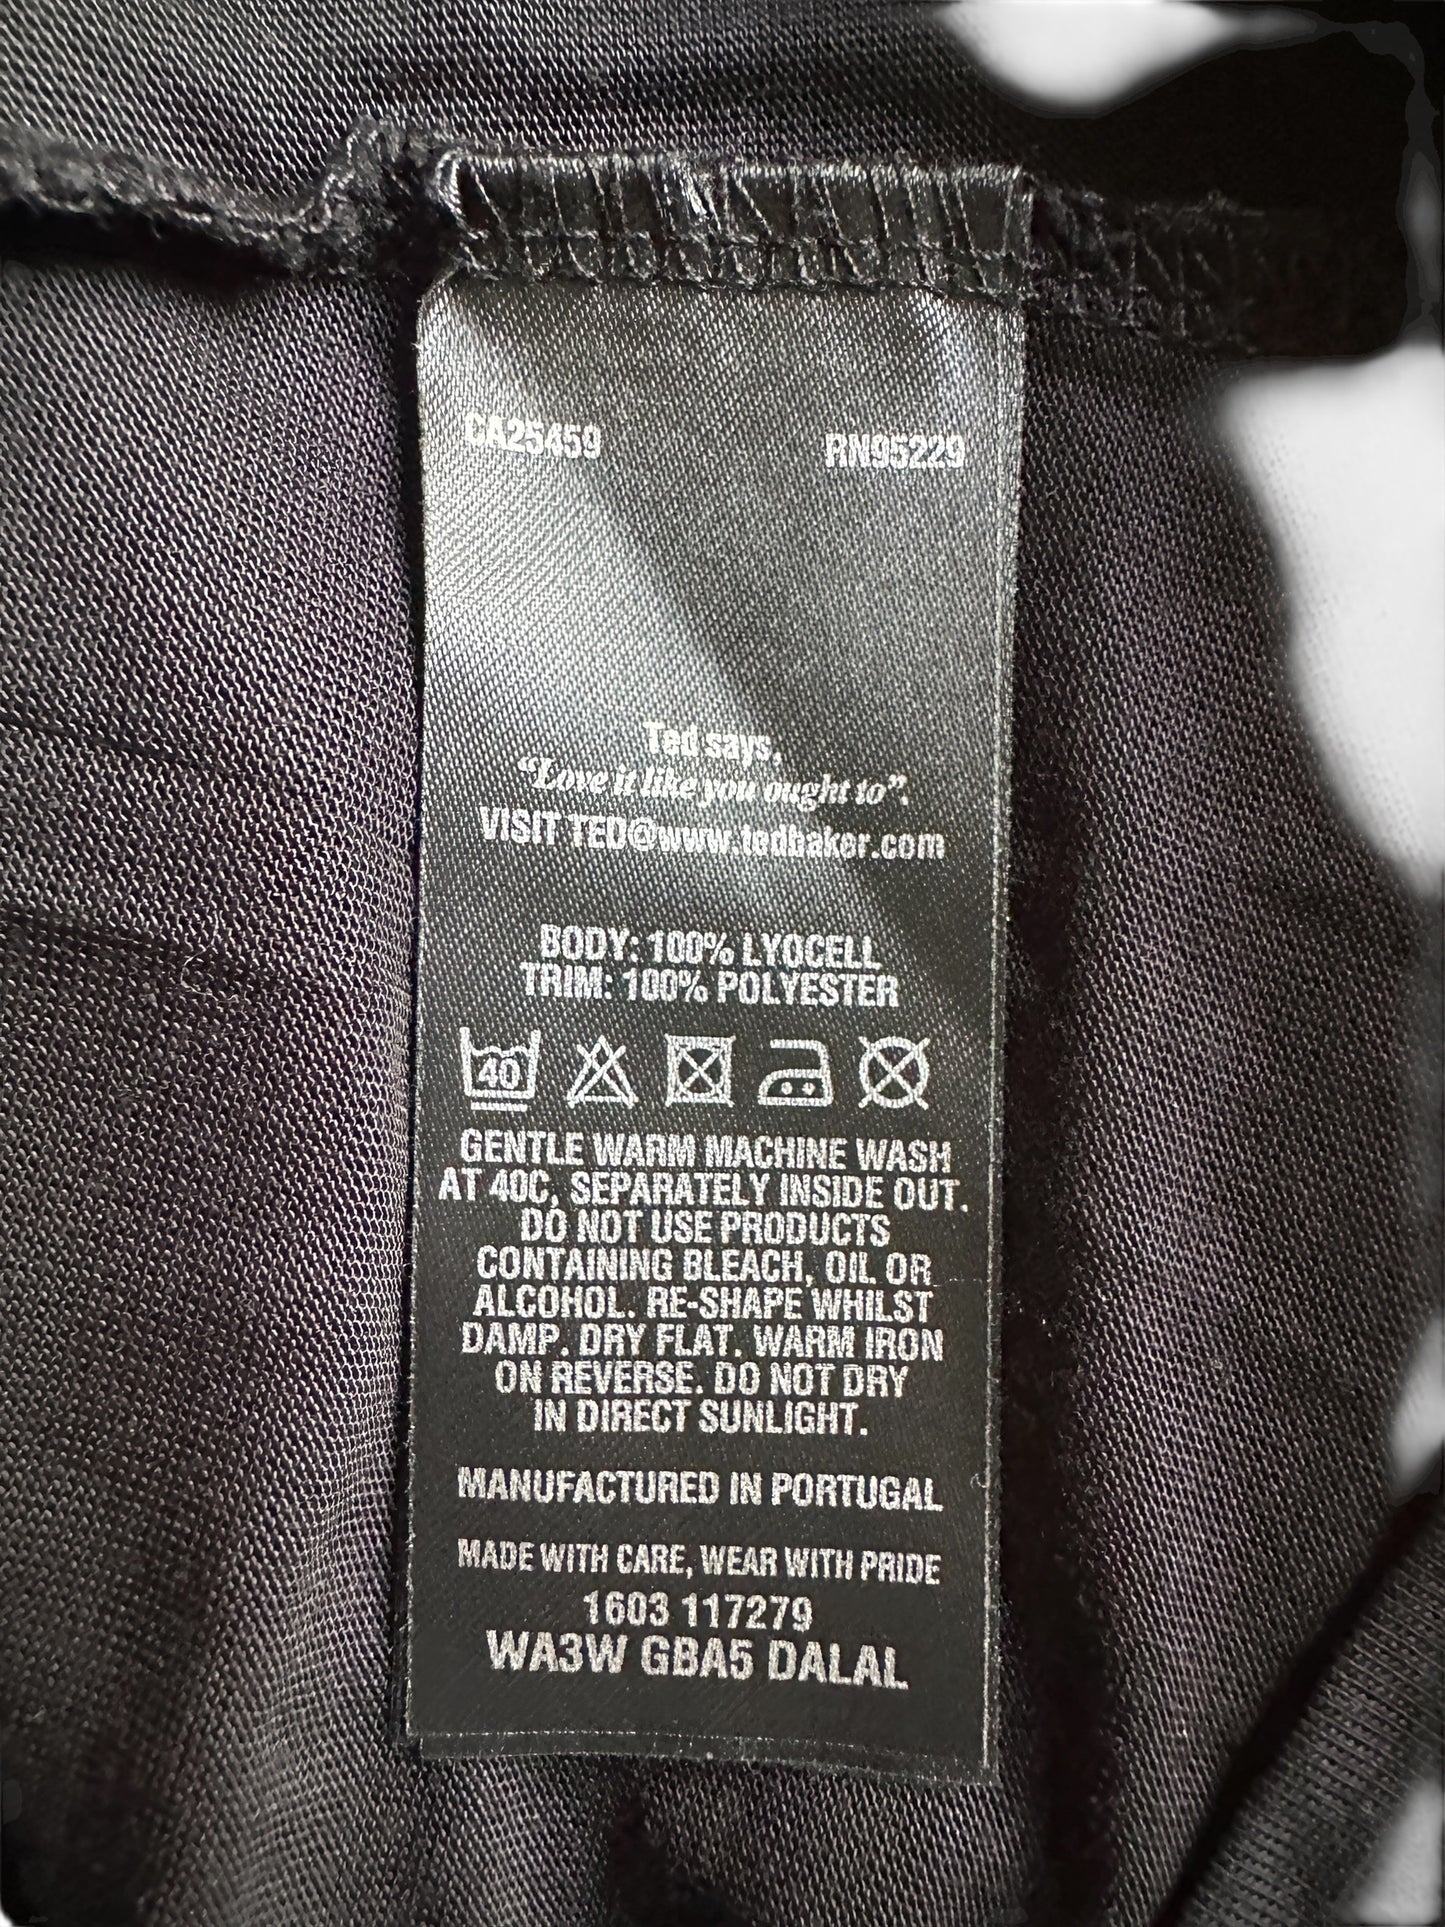 CA25459 RN95229
Ted says,
“Love it like you ought to”.
VISIT TED@www.tedbaker.com
BODY: 100% LYOCELL
TRIM: 100% POLYESTER
40
GENTLE WARM MACHINE WASH
AT 40C, SEPARATELY INSIDE OUT.
DO NOT USE PRODUCTS
CONTAINING BLEACH, OIL OR
ALCOHOL. RE-SHAPE WHILST
DAMP. DRY FLAT. WARM IRON
ON REVERSE. DO NOT DRY
IN DIRECT SUNLIGHT.
MANUFACTURED IN PORTUGAL
MADE WITH CARE, WEAR WITH PRIDE
1603 117279
WA3W GBA5 DALAL